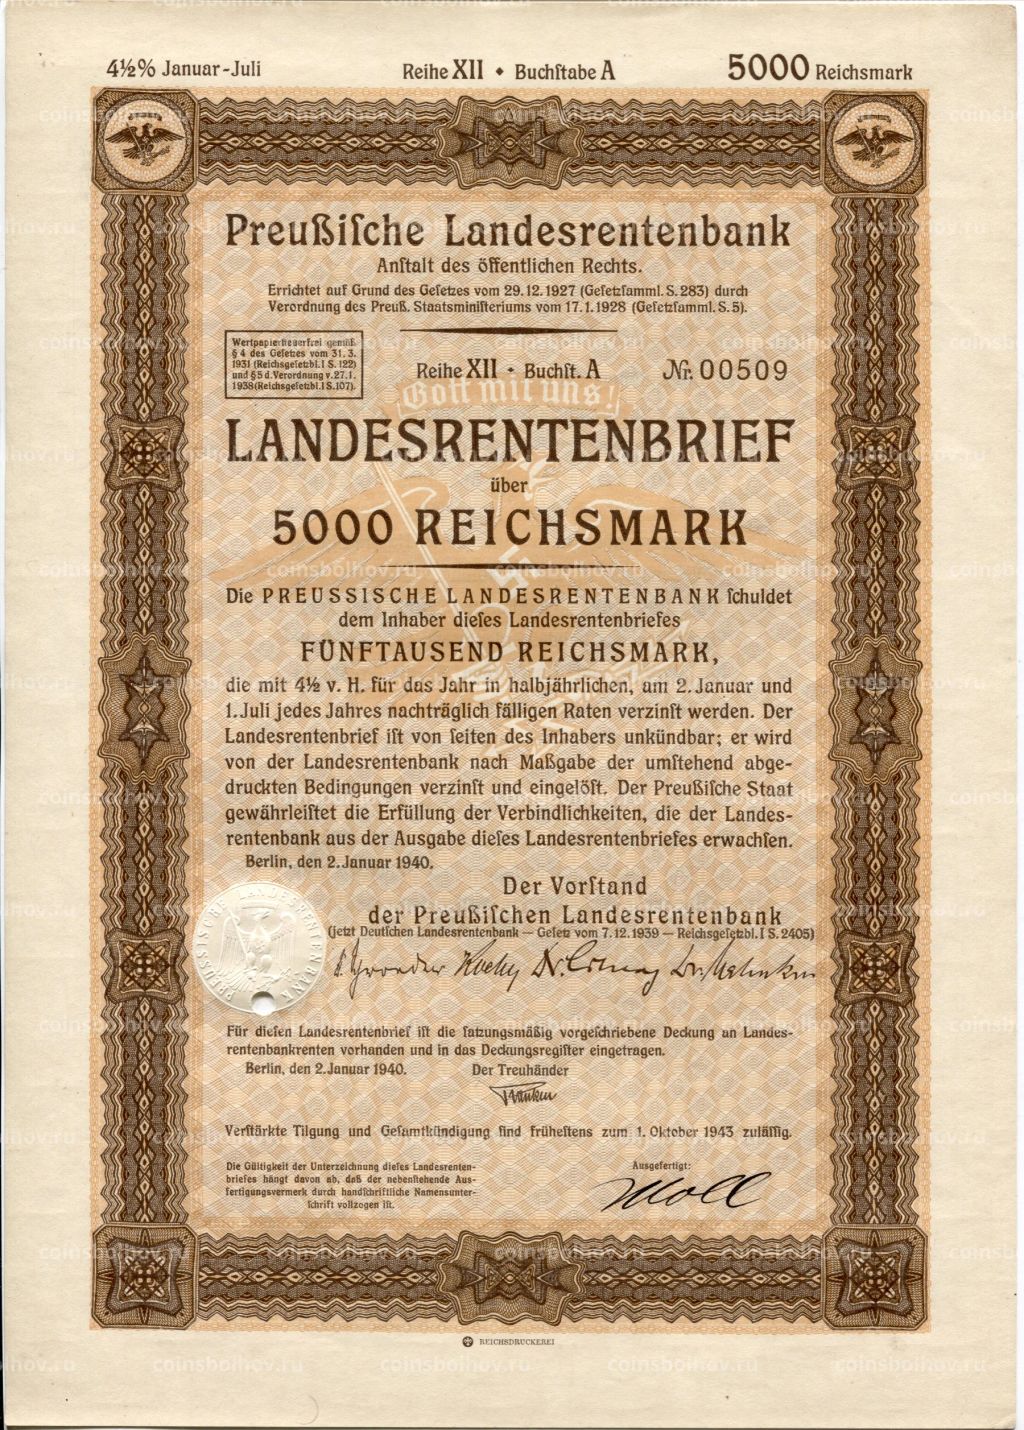 4½% Januar-Juli Reihe XII ◆ Buchſtabe A 5000 Reichsmark
Preußiſche Landesrentenbank
Anſtalt des öffentlichen Rechts.
Errichtet auf Grund des Geſetzes vom 29.12.1927 (Geſetzſamml. S. 283) durch
Verordnung des Preuß. Staatsminiſteriums vom 17.1.1928 (Geſetzſamml. S. 5).
Wertpapierſteuerfrei gemäß
§ 4 des Geſetzes vom 31. 3.
1931 (Reichsgeſetzbl. I S. 122)
und § 5 d. Verordnung v. 27. 1.
1938 (Reichsgeſetzbl. I S. 107).
Reihe XII • Buchſt. A Nr. 00509
Gott mit uns!
LANDESRENTENBRIEF
über
5000 REICHSMARK
Die PREUSSISCHE LANDESRENTENBANK ſchuldet
dem Inhaber dieſes Landesrentenbriefes
FÜNFTAUSEND REICHSMARK,
die mit 4½ v. H. für das Jahr in halbjährlichen, am 2. Januar und
1. Juli jedes Jahres nachträglich fälligen Raten verzinſt werden. Der
Landesrentenbrief iſt von ſeiten des Inhabers unkündbar; er wird
von der Landesrentenbank nach Maßgabe der umſtehend abge-
druckten Bedingungen verzinſt und eingelöſt. Der Preußiſche Staat
gewährleiſtet die Erfüllung der Verbindlichkeiten, die der Landes-
rentenbank aus der Ausgabe dieſes Landesrentenbriefes erwachſen.
Berlin, den 2. Januar 1940.
Der Vorſtand
der Preußiſchen Landesrentenbank
(jetzt Deutſchen Landesrentenbank — Geſetz vom 7.12.1939 — Reichsgeſetzbl. I S. 2405)
PREUSSISCHE LANDESRENTENBANK
Für dieſen Landesrentenbrief iſt die ſatzungsmäßig vorgeſchriebene Deckung an Landes-
rentenbankrenten vorhanden und in das Deckungsregiſter eingetragen.
Berlin, den 2. Januar 1940. Der Treuhänder
Verſtärkte Tilgung und Geſamtkündigung ſind früheſtens zum 1. Oktober 1943 zuläſſig.
Die Gültigkeit der Unterzeichnung dieſes Landesrenten-
briefes hängt davon ab, daß der nebenſtehende Aus-
fertigungsvermerk durch handſchriftliche Namensunter-
ſchrift vollzogen iſt.
Ausgefertigt:
Moll
REICHSDRUCKEREI
coinsbolhov.ru